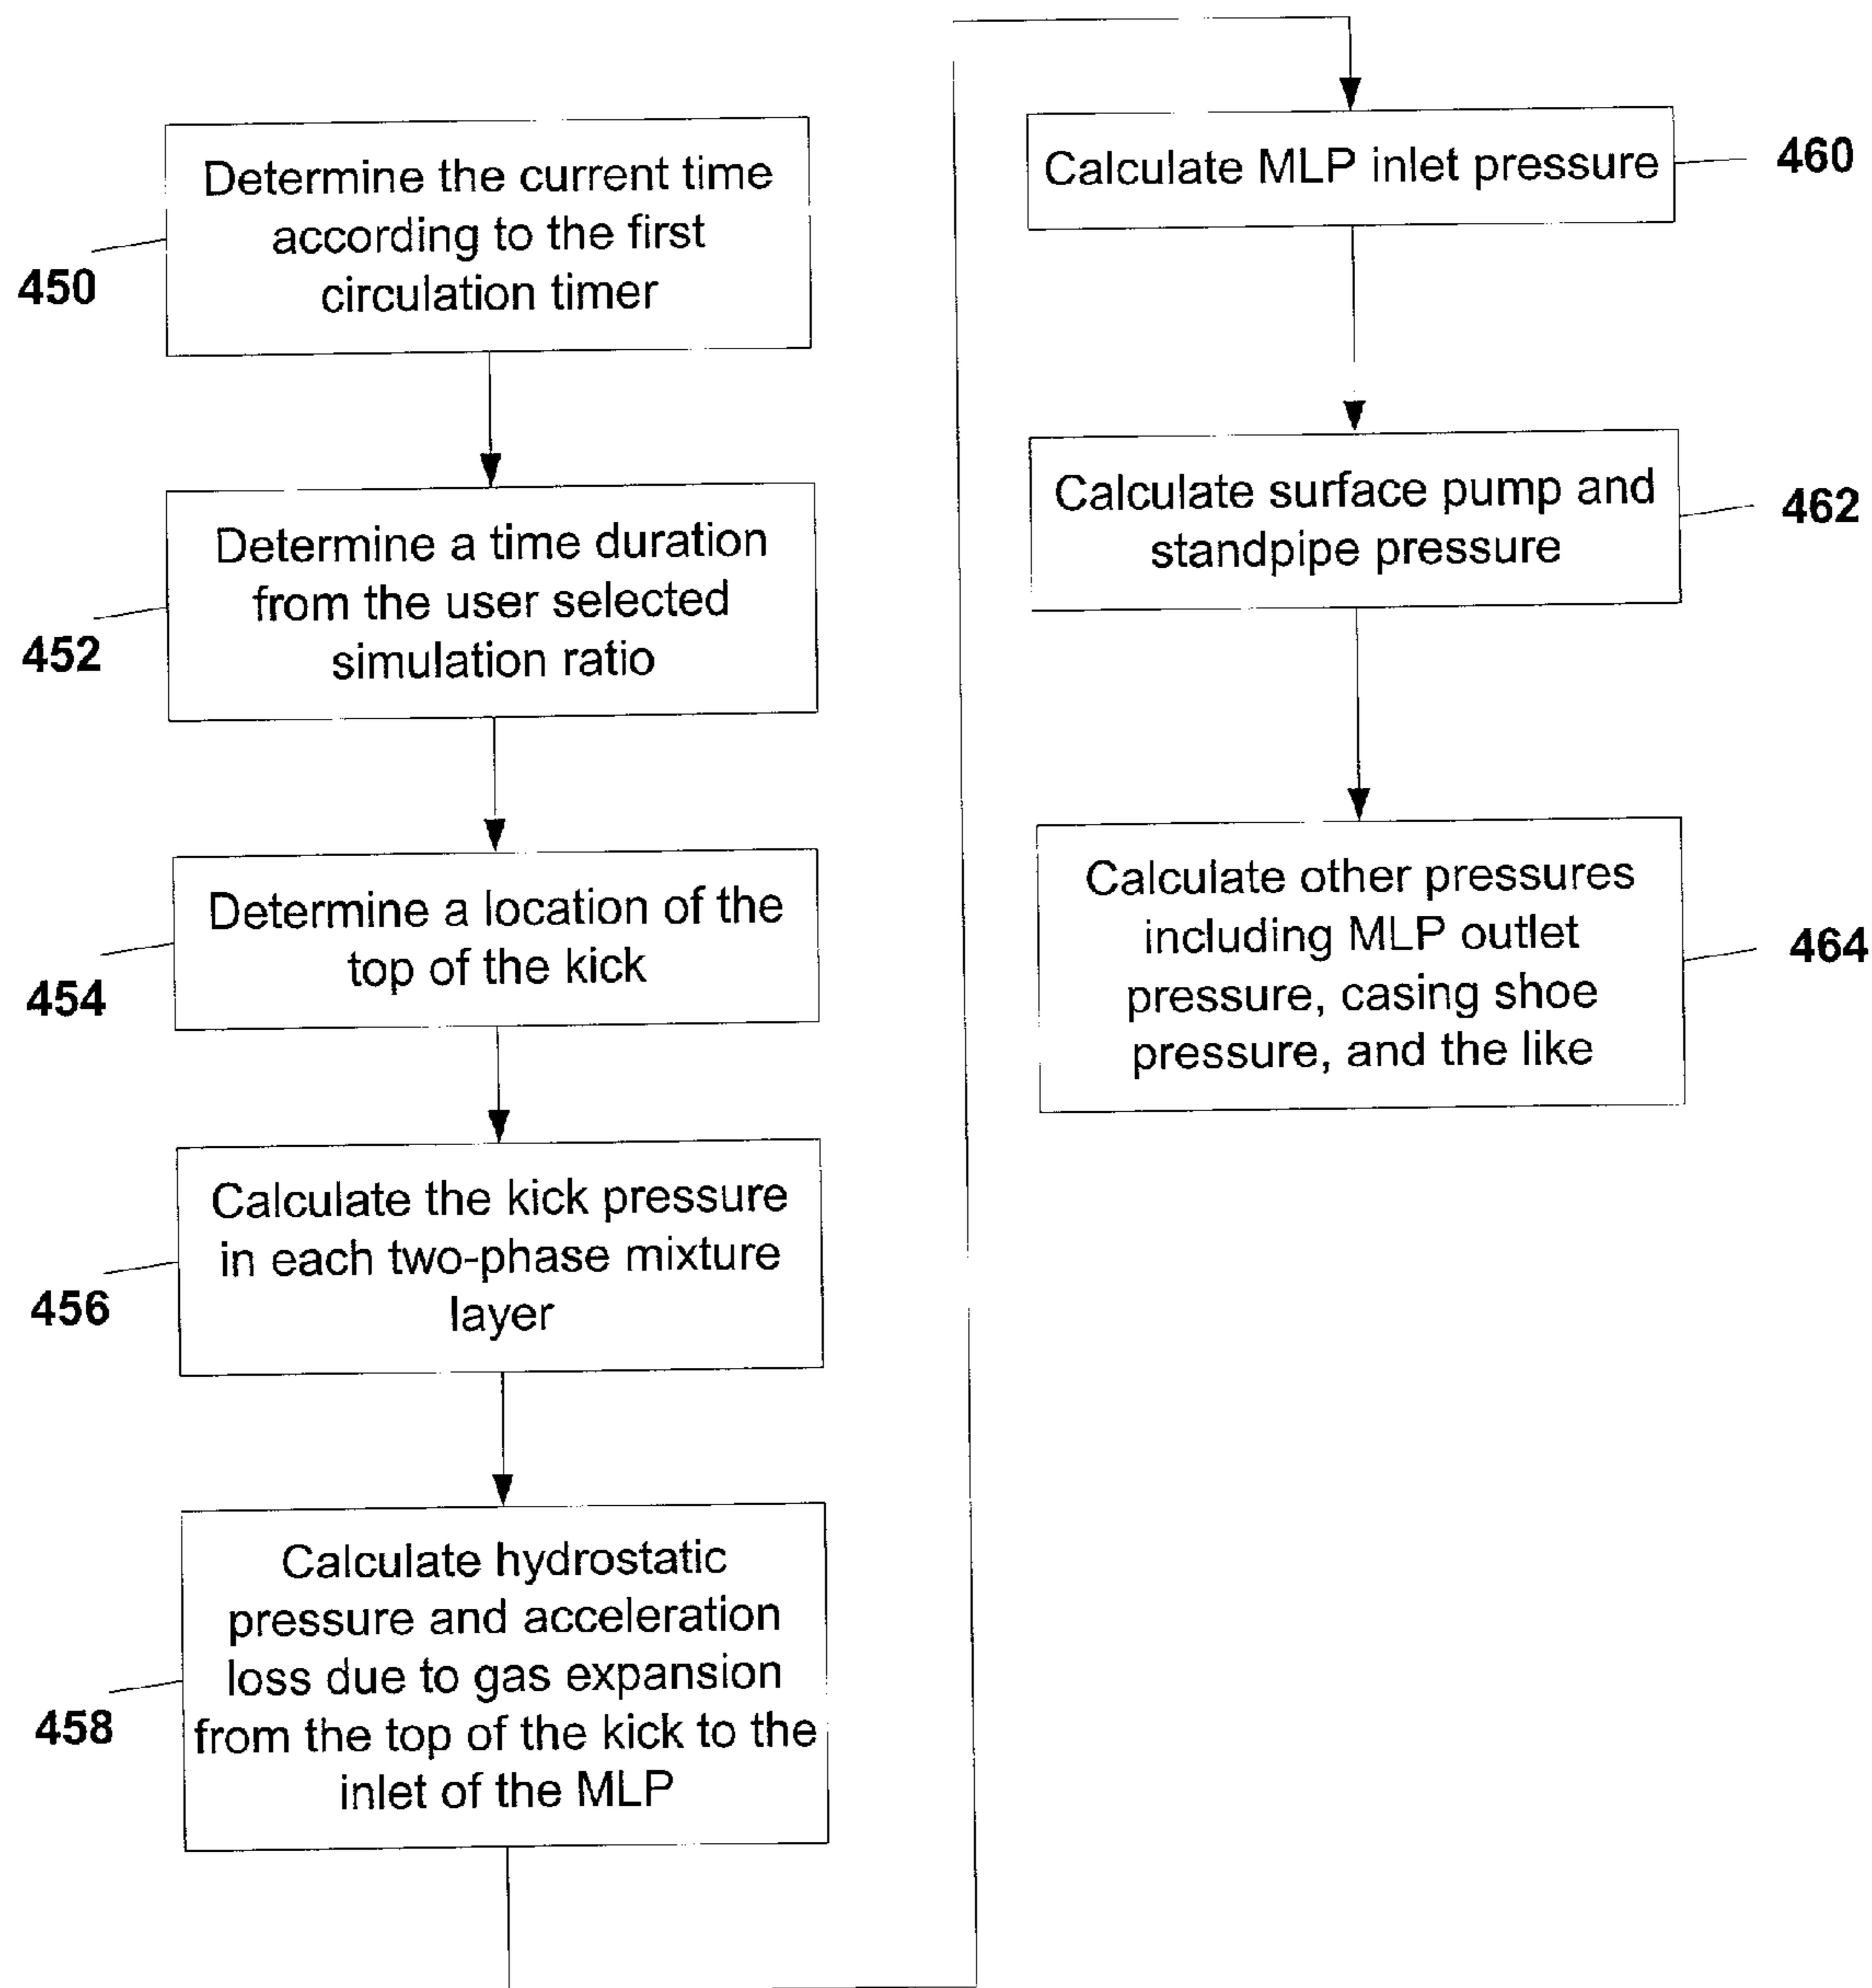 Determine the current time
according to the first
circulation timer
450
Determine a time duration
from the user selected
simulation ratio
452
Determine a location of the
top of the kick
454
Calculate the kick pressure
in each two-phase mixture
layer
456
Calculate hydrostatic
pressure and acceleration
loss due to gas expansion
from the top of the kick to the
inlet of the MLP
458
Calculate MLP inlet pressure
460
Calculate surface pump and
standpipe pressure
462
Calculate other pressures
including MLP outlet
pressure, casing shoe
pressure, and the like
464